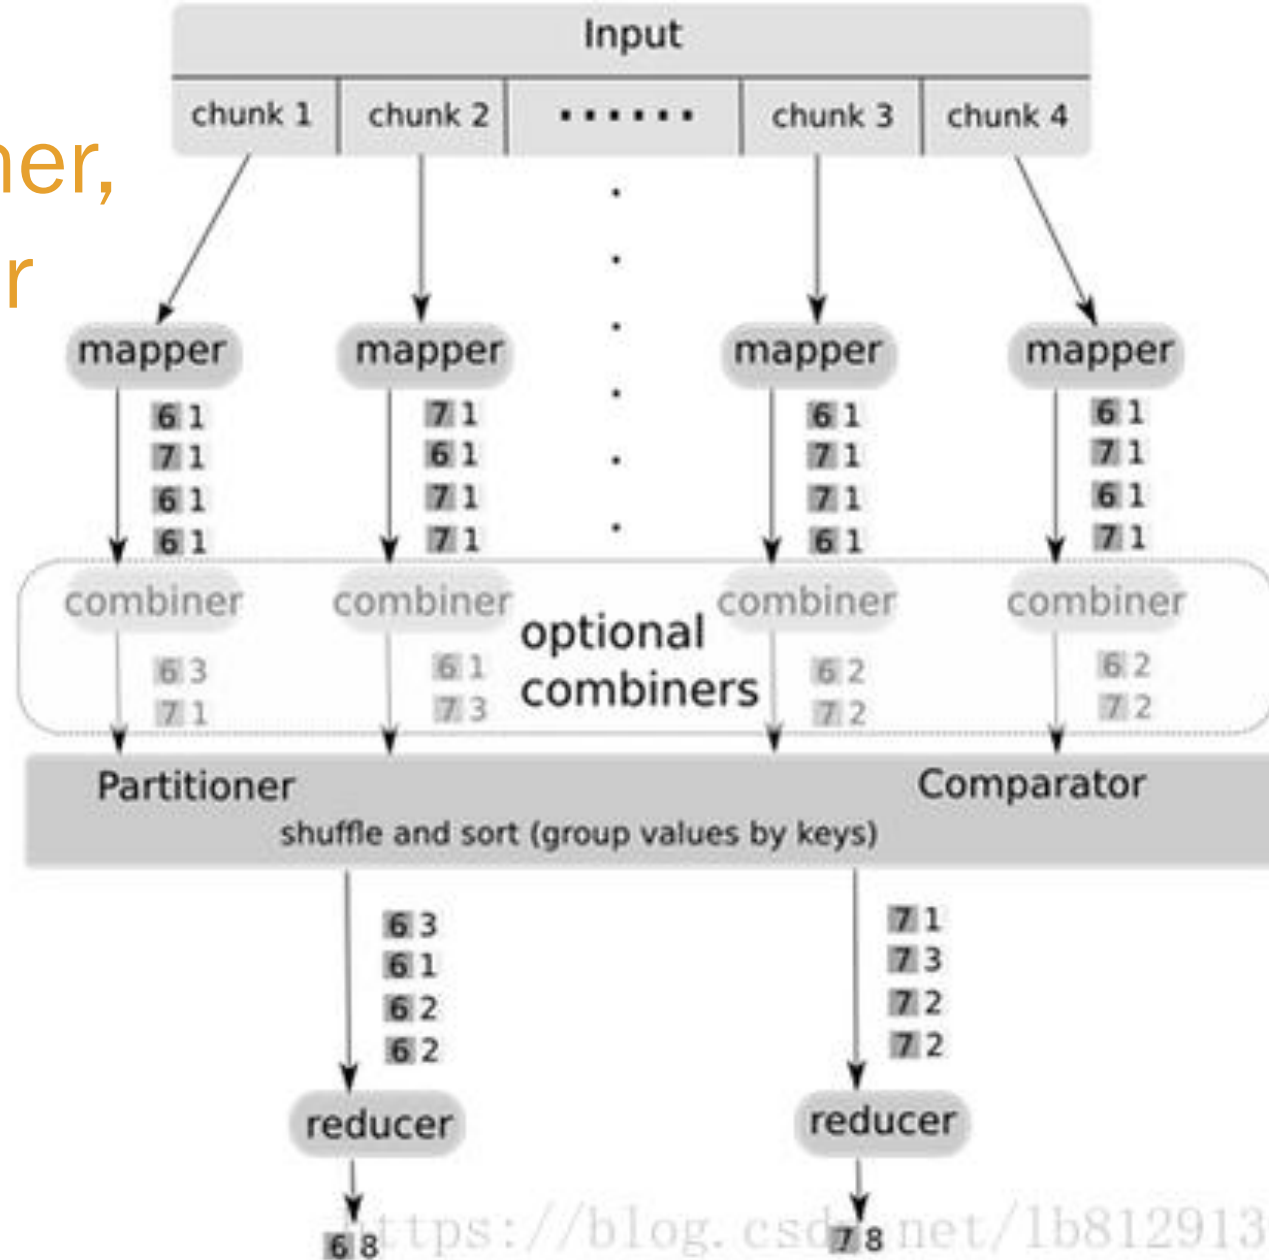 Input
chunk 1 chunk 2 ...... chunk 3 chunk 4
ner,
r
mapper mapper mapper mapper
6 1 7 1 6 1 6 1
7 1 6 1 7 1 7 1
6 1 7 1 7 1 6 1
6 1 7 1 6 1 7 1
combiner combiner combiner combiner
optional
combiners
6 3 6 1 6 2 6 2
7 1 7 3 7 2 7 2
Partitioner Comparator
shuffle and sort (group values by keys)
6 3 7 1
6 1 7 3
6 2 7 2
6 2 7 2
reducer reducer
6 8 7 8